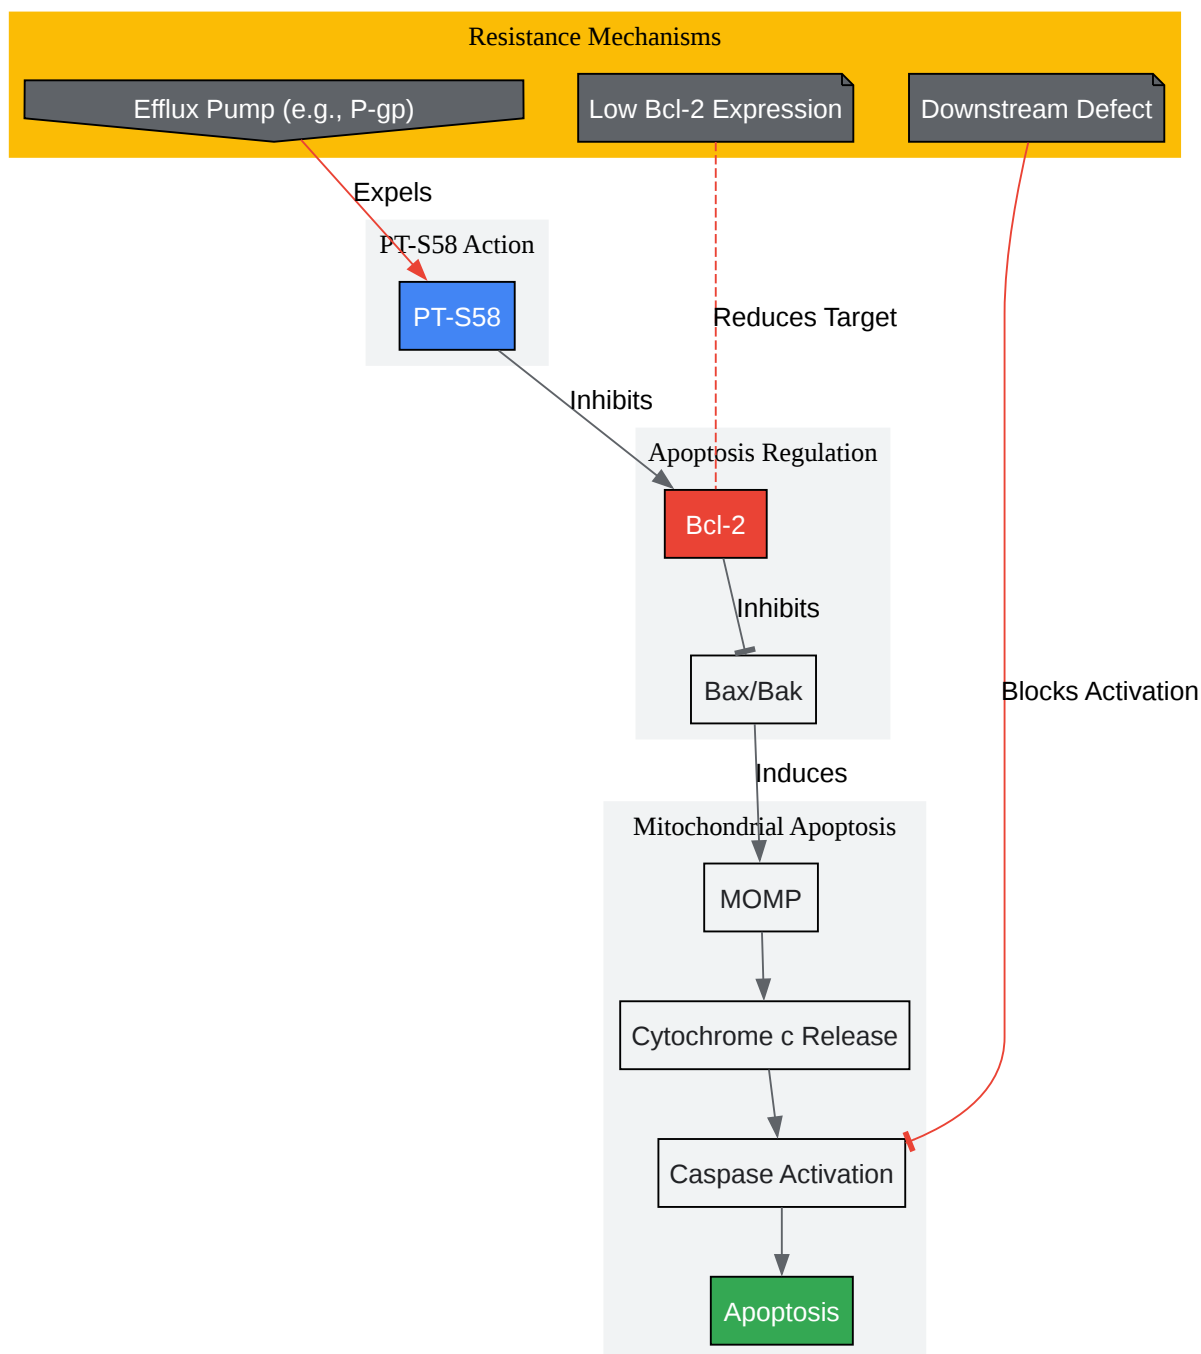 Resistance Mechanisms
Efflux Pump (e.g., P-gp)
Low Bcl-2 Expression
Downstream Defect
Expels
PT-S58 Action
PT-S58
Reduces Target
Inhibits
Apoptosis Regulation
Bcl-2
Inhibits
Bax/Bak
Blocks Activation
Induces
Mitochondrial Apoptosis
MOMP
Cytochrome c Release
Caspase Activation
Apoptosis